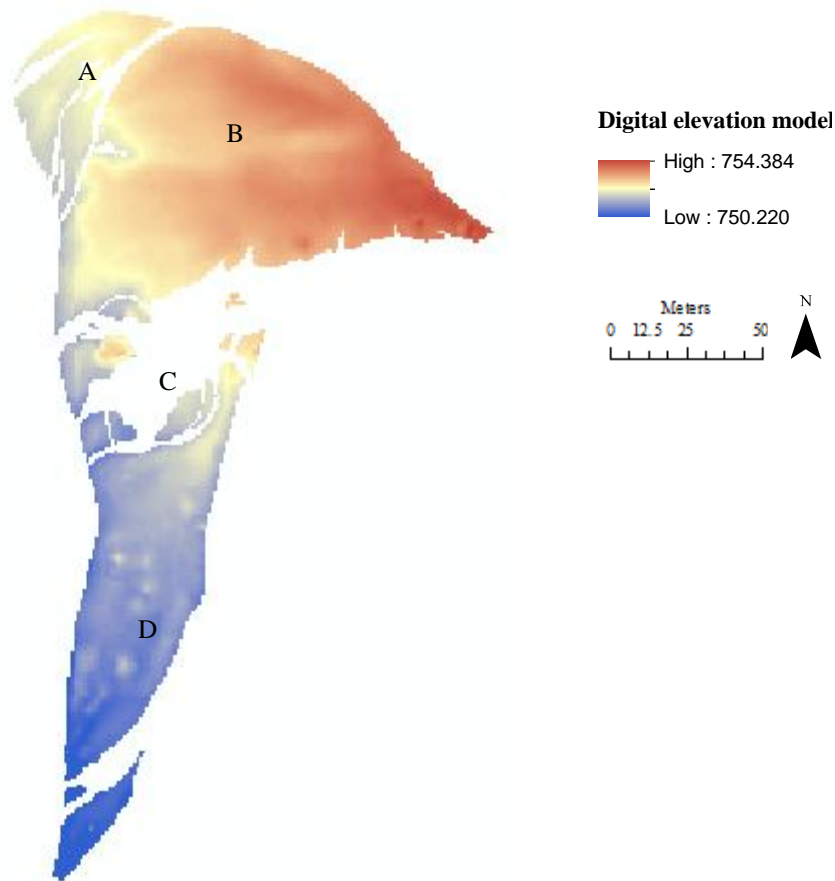 A
B
C
D
Digital elevation model
High : 754.384
Low : 750.220
Meters
0 12.5 25 50
N